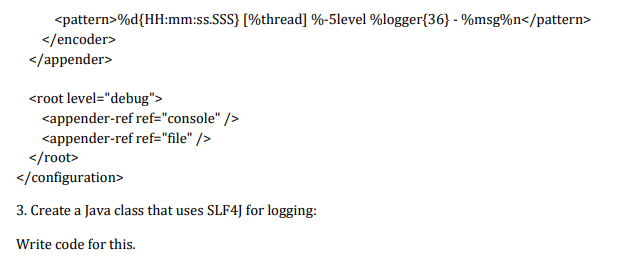 <pattern>%d{HH:mm:ss.SSS} [%thread] %-5level %logger{36} - %msg%n</pattern>
</encoder>
</appender>
<root level="debug">
<appender-ref ref="console" />
<appender-ref ref="file" />
</root>
</configuration>
3. Create a Java class that uses SLF4J for logging:
Write code for this.